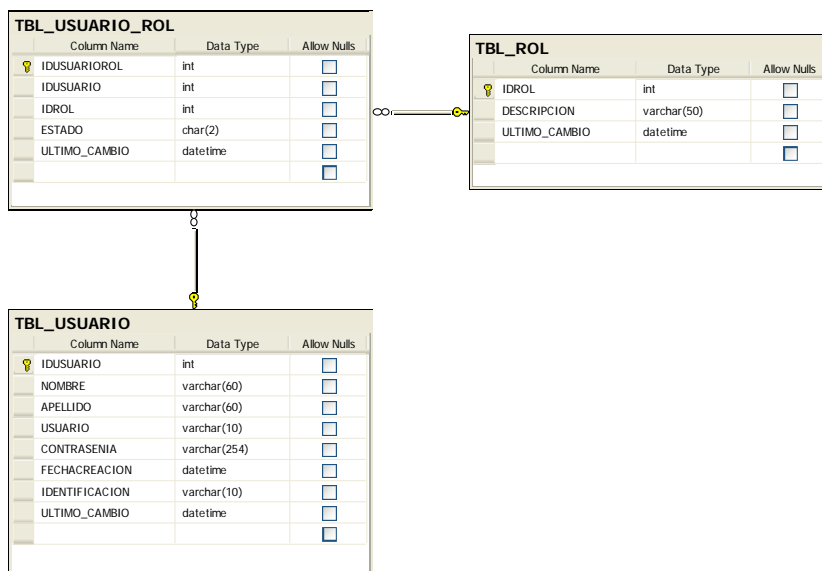 TBL_USUARIO_ROL
Column Name Data Type Allow Nulls
IDUSUARIOROL int
IDUSUARIO int
IDROL int
ESTADO char(2)
ULTIMO_CAMBIO datetime
TBL_ROL
Column Name Data Type Allow Nulls
IDROL int
DESCRIPCION varchar(50)
ULTIMO_CAMBIO datetime
TBL_USUARIO
Column Name Data Type Allow Nulls
IDUSUARIO int
NOMBRE varchar(60)
APELLIDO varchar(60)
USUARIO varchar(10)
CONTRASENIA varchar(254)
FECHACREACION datetime
IDENTIFICACION varchar(10)
ULTIMO_CAMBIO datetime